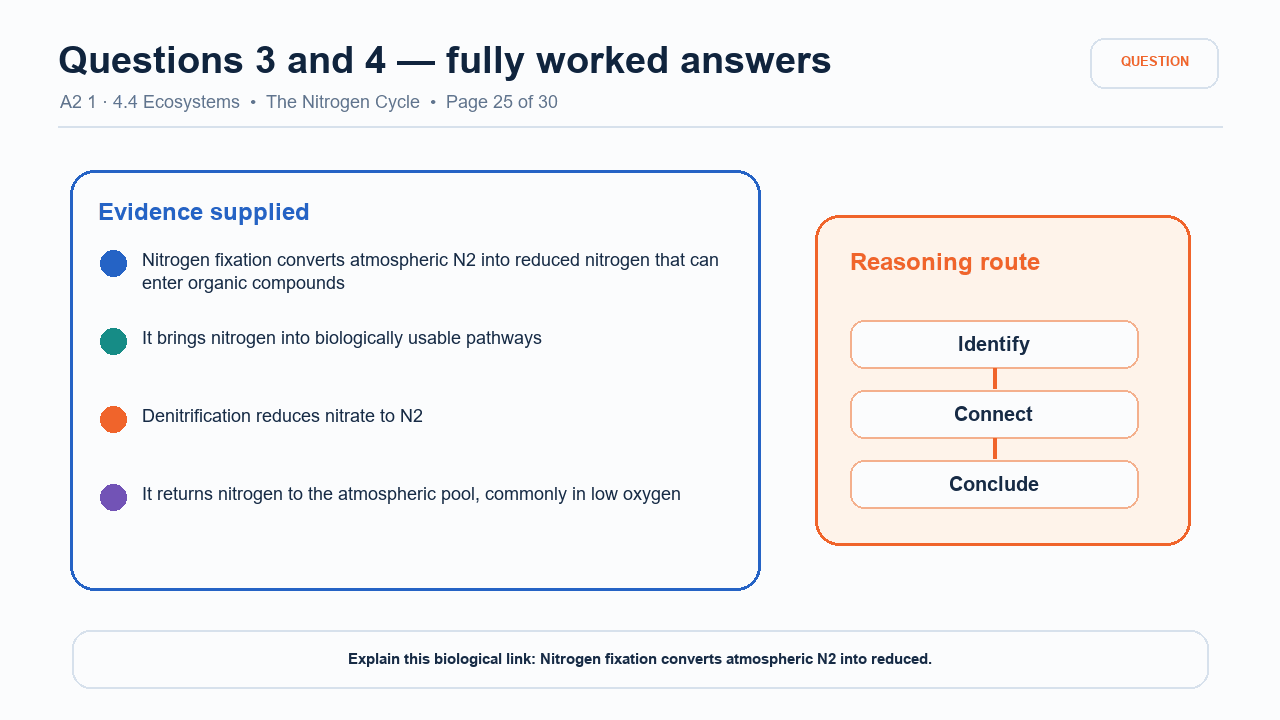 Questions 3 and 4 — fully worked answers
QUESTION
A2 1 · 4.4 Ecosystems • The Nitrogen Cycle • Page 25 of 30
Evidence supplied
Nitrogen fixation converts atmospheric N2 into reduced nitrogen that can
enter organic compounds
It brings nitrogen into biologically usable pathways
Denitrification reduces nitrate to N2
It returns nitrogen to the atmospheric pool, commonly in low oxygen
Reasoning route
Identify
Connect
Conclude
Explain this biological link: Nitrogen fixation converts atmospheric N2 into reduced.